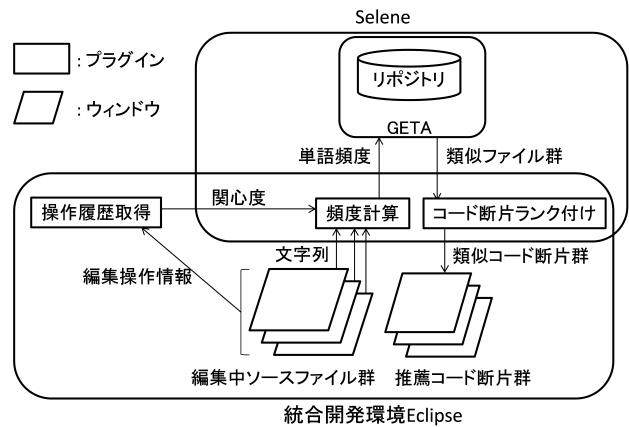 Selene
: プラグイン
リポジトリ
: ウィンドウ
GETA
単語頻度
類似ファイル群
関心度
操作履歴取得
頻度計算
コード断片ランク付け
文字列
類似コード断片群
編集操作情報
編集中ソースファイル群
推薦コード断片群
統合開発環境Eclipse